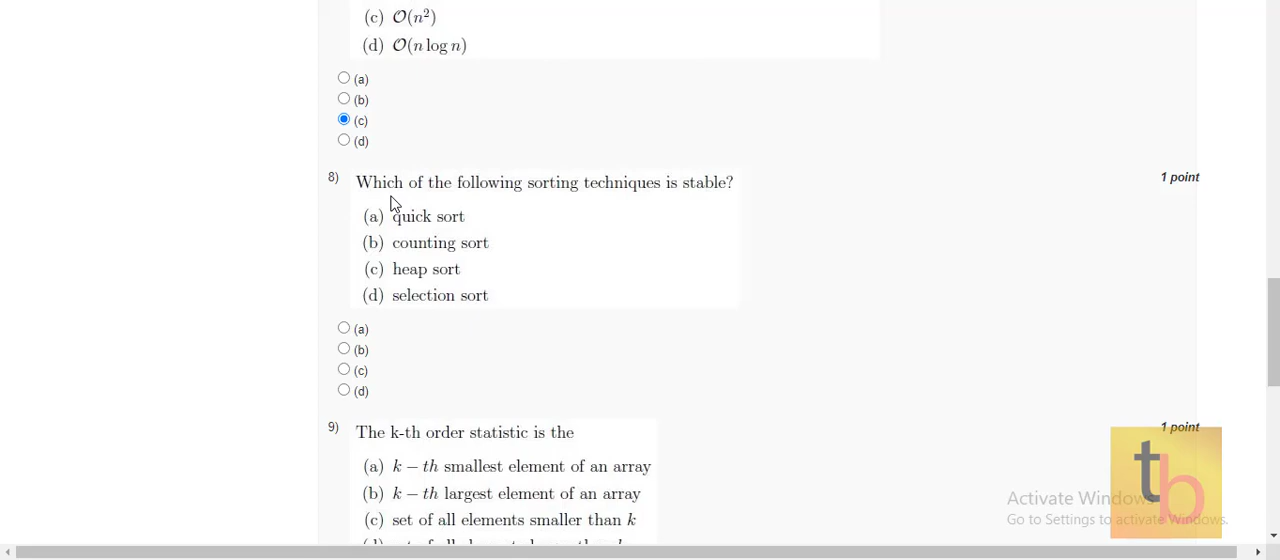 (c) O(n²)
(d) O(n log n)
(a)
(b)
(c)
(d)
8) Which of the following sorting techniques is stable? 1 point
(a) quick sort
(b) counting sort
(c) heap sort
(d) selection sort
(a)
(b)
(c)
(d)
9) The k-th order statistic is the 1 point
(a) k − th smallest element of an array
(b) k − th largest element of an array
(c) set of all elements smaller than k
tb
Activate Windows
Go to Settings to activate Windows.